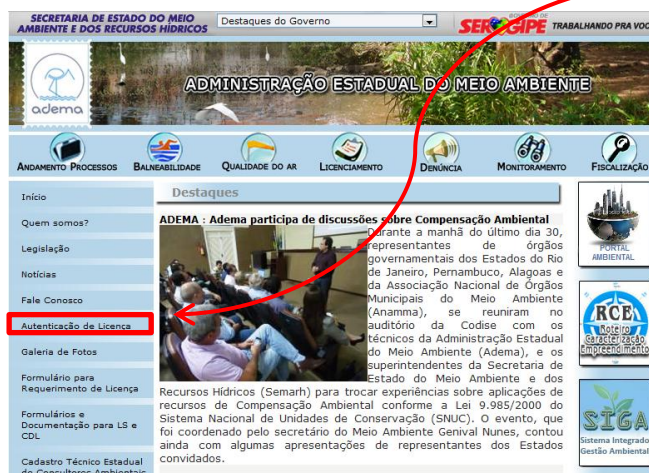 SECRETARIA DE ESTADO DO MEIO
AMBIENTE E DOS RECURSOS HÍDRICOS
Destaques do Governo
GOVERNO DE
SERGIPE
TRABALHANDO PRA VOC
adema
ADMINISTRAÇÃO ESTADUAL DO MEIO AMBIENTE
ANDAMENTO PROCESSOS
BALNEABILIDADE
QUALIDADE DO AR
LICENCIAMENTO
DENÚNCIA
MONITORAMENTO
FISCALIZAÇÃO
Início
Quem somos?
Legislação
Notícias
Fale Conosco
Autenticação de Licença
Galeria de Fotos
Formulário para
Requerimento de Licença
Formulários e
Documentação para LS e
CDL
Cadastro Técnico Estadual
de Consultores Ambientais
Destaques
ADEMA : Adema participa de discussões sobre Compensação Ambiental
Durante a manhã do último dia 30,
representantes de órgãos
governamentais dos Estados do Rio
de Janeiro, Pernambuco, Alagoas e
da Associação Nacional de Órgãos
Municipais do Meio Ambiente
(Anamma), se reuniram no
auditório da Codise com os
técnicos da Administração Estadual
do Meio Ambiente (Adema), e os
superintendentes da Secretaria de
Estado do Meio Ambiente e dos
Recursos Hídricos (Semarh) para trocar experiências sobre aplicações de
recursos de Compensação Ambiental conforme a Lei 9.985/2000 do
Sistema Nacional de Unidades de Conservação (SNUC). O evento, que
foi coordenado pelo secretário do Meio Ambiente Genival Nunes, contou
ainda com algumas apresentações de representantes dos Estados
convidados.
PORTAL
AMBIENTAL
RCE
Roteiro
Caracterização
Empreendimento
SIGA
Sistema Integrado
Gestão Ambiental